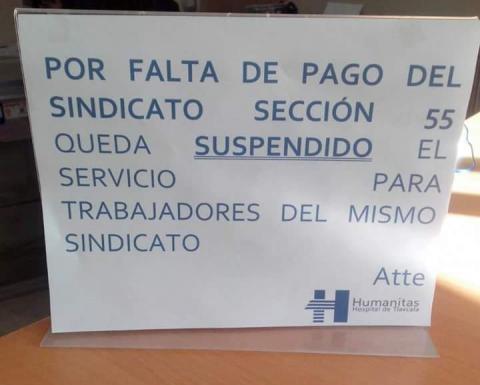 POR FALTA DE PAGO DEL
SINDICATO SECCIÓN 55
QUEDA SUSPENDIDO EL
SERVICIO PARA
TRABAJADORES DEL MISMO
SINDICATO
Atte
Humanitas
Hospital de Tlaxcala